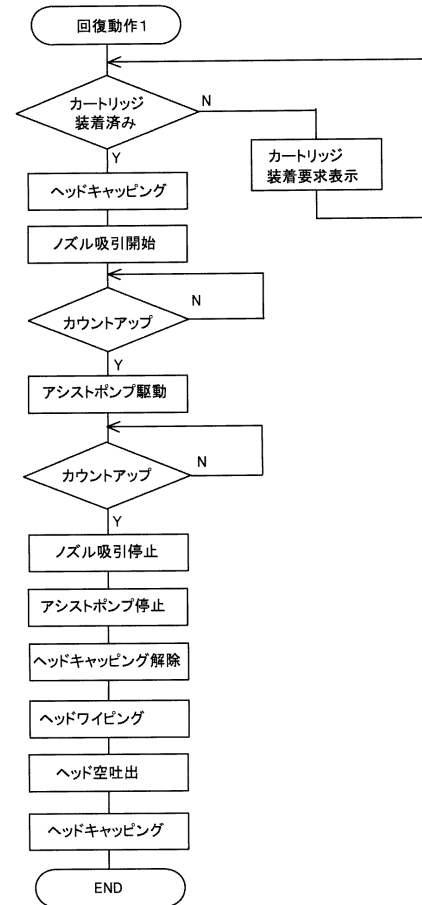 回復動作1
カートリッジ
装着済み
N
カートリッジ
装着要求表示
Y
ヘッドキャッピング
ノズル吸引開始
N
カウントアップ
Y
アシストポンプ駆動
カウントアップ
N
Y
ノズル吸引停止
アシストポンプ停止
ヘッドキャッピング解除
ヘッドワイピング
ヘッド空吐出
ヘッドキャッピング
END